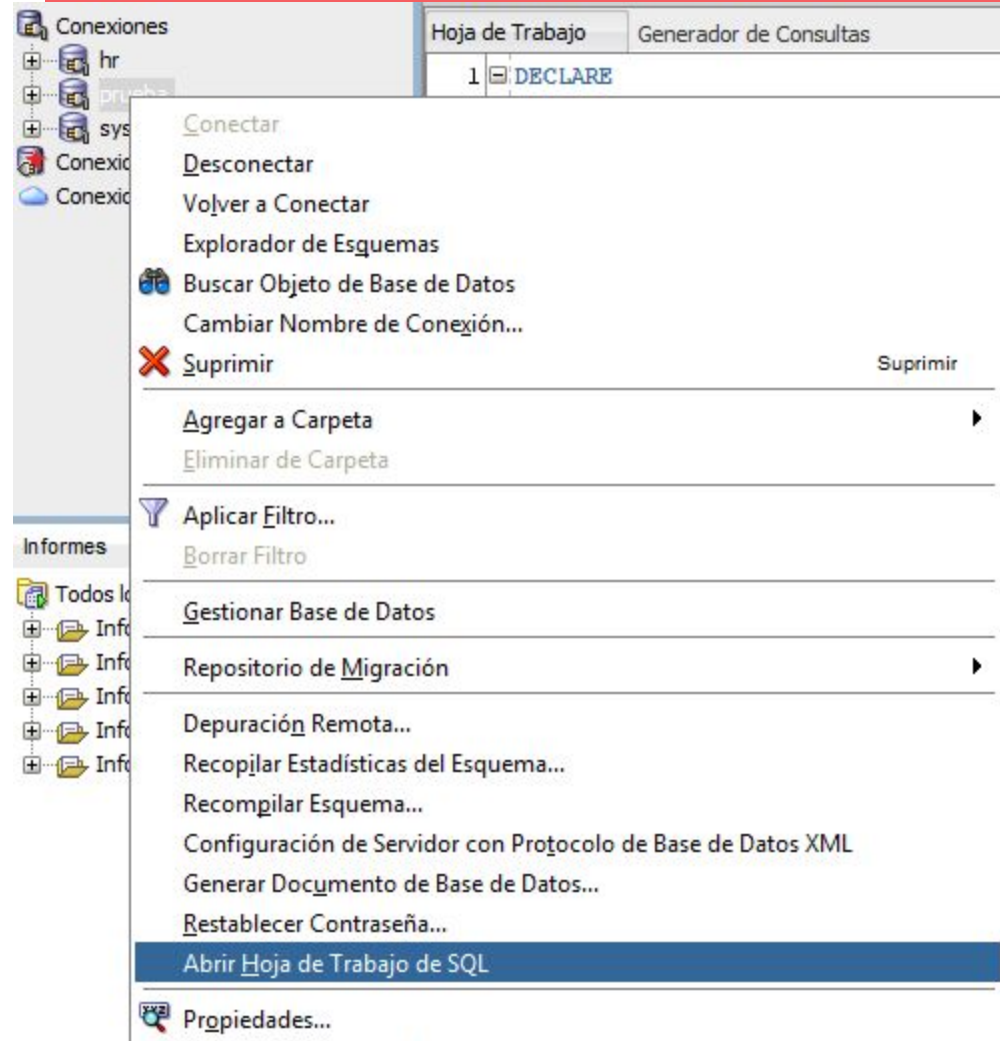 Conexiones
hr
prueba
sys
Conexic
Conexic
Hoja de Trabajo
Generador de Consultas
1 DECLARE
Conectar
Desconectar
Volver a Conectar
Explorador de Esquemas
Buscar Objeto de Base de Datos
Cambiar Nombre de Conexión...
Suprimir Suprimir
Agregar a Carpeta
Eliminar de Carpeta
Aplicar Filtro...
Borrar Filtro
Gestionar Base de Datos
Repositorio de Migración
Depuración Remota...
Recopilar Estadísticas del Esquema...
Recompilar Esquema...
Configuración de Servidor con Protocolo de Base de Datos XML
Generar Documento de Base de Datos...
Restablecer Contraseña...
Abrir Hoja de Trabajo de SQL
Propiedades...
Informes
Todos lo
Info
Info
Info
Info
Info